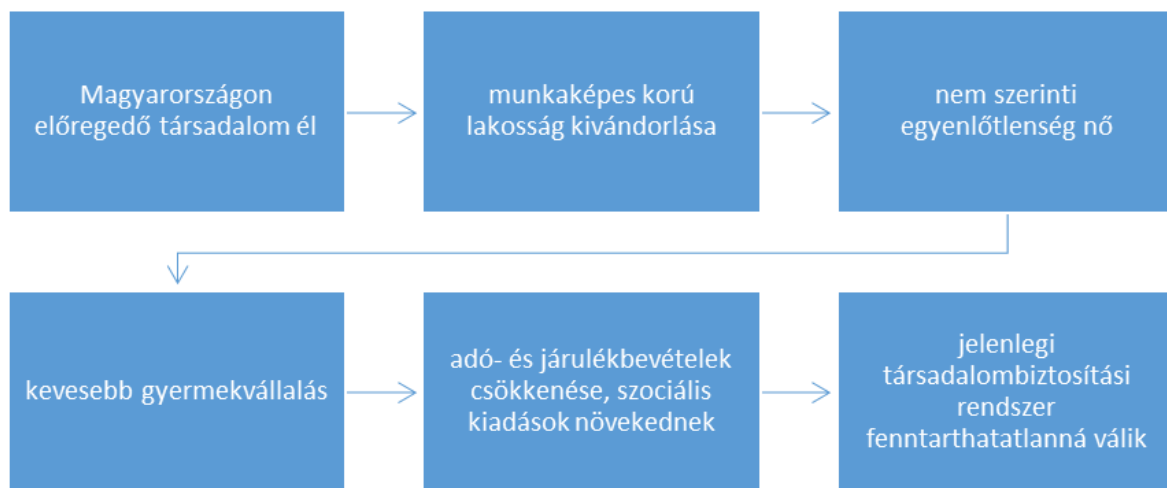 Magyarországon
előregedő társadalom él
munkaképes korú
lakosság kivándorlása
nem szerinti
egyenlőtlenség nő
kevesebb gyermekvállalás
adó- és járulékbevételek
csökkenése, szociális
kiadások növekednek
jelenlegi
társadalombiztosítási
rendszer
fenntarthatatlanná válik